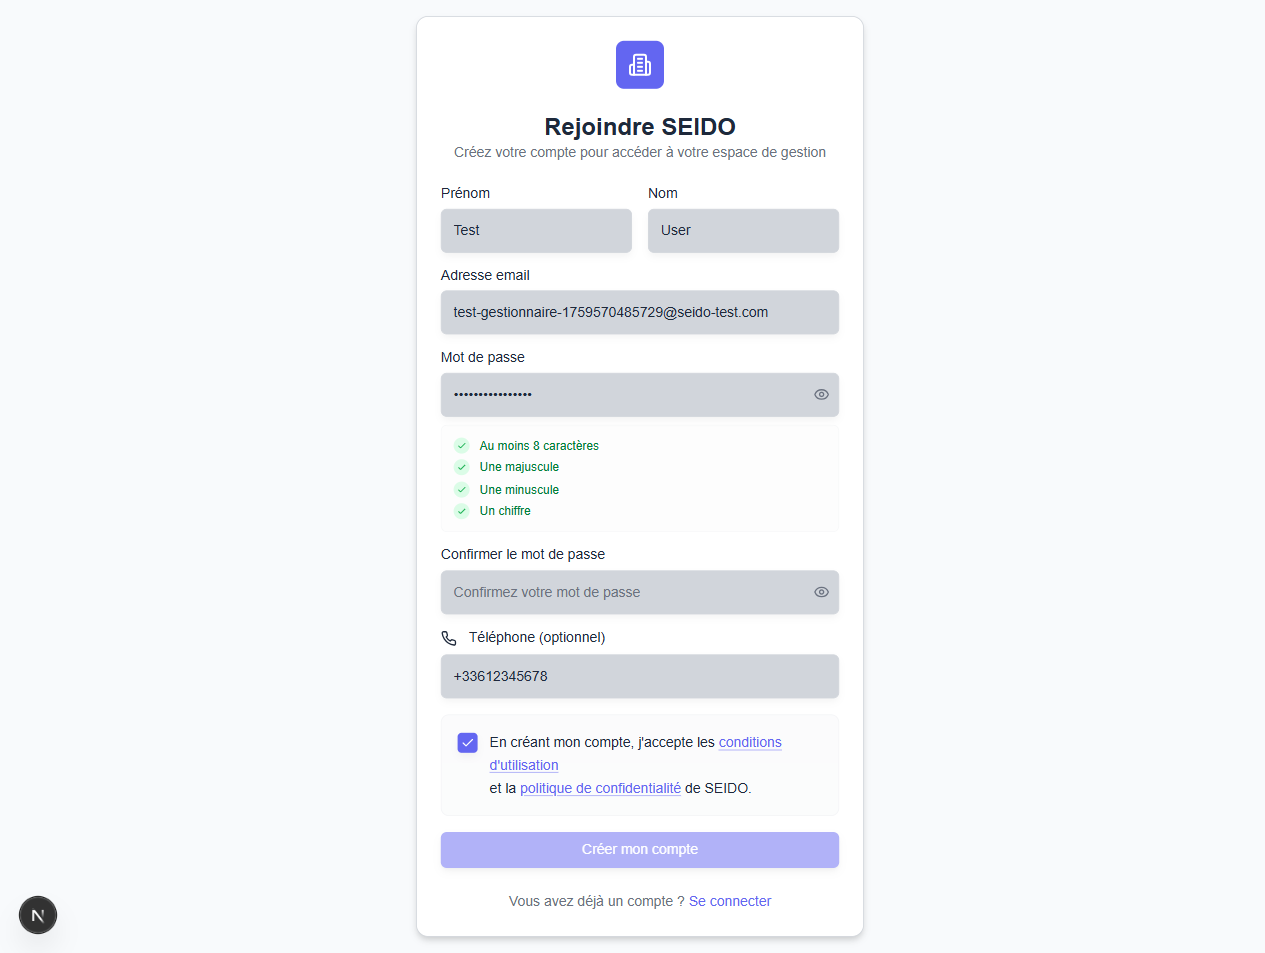 Rejoindre SEIDO
Créez votre compte pour accéder à votre espace de gestion
Prénom
Nom
Test
User
Adresse email
test-gestionnaire-1759570485729@seido-test.com
Mot de passe
••••••••••••••••
Au moins 8 caractères
Une majuscule
Une minuscule
Un chiffre
Confirmer le mot de passe
Confirmez votre mot de passe
Téléphone (optionnel)
+33612345678
En créant mon compte, j'accepte les conditions
d'utilisation
et la politique de confidentialité de SEIDO.
Créer mon compte
Vous avez déjà un compte ? Se connecter
N